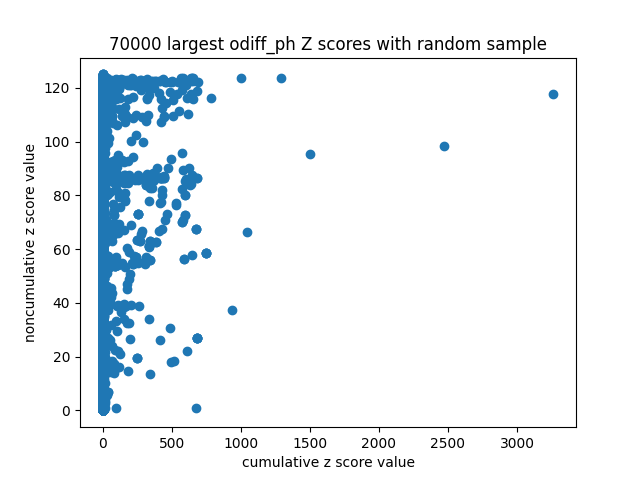 70000 largest odiff_ph Z scores with random sample
noncumulative z score value
120
100
80
60
40
20
0
0 500 1000 1500 2000 2500 3000
cumulative z score value